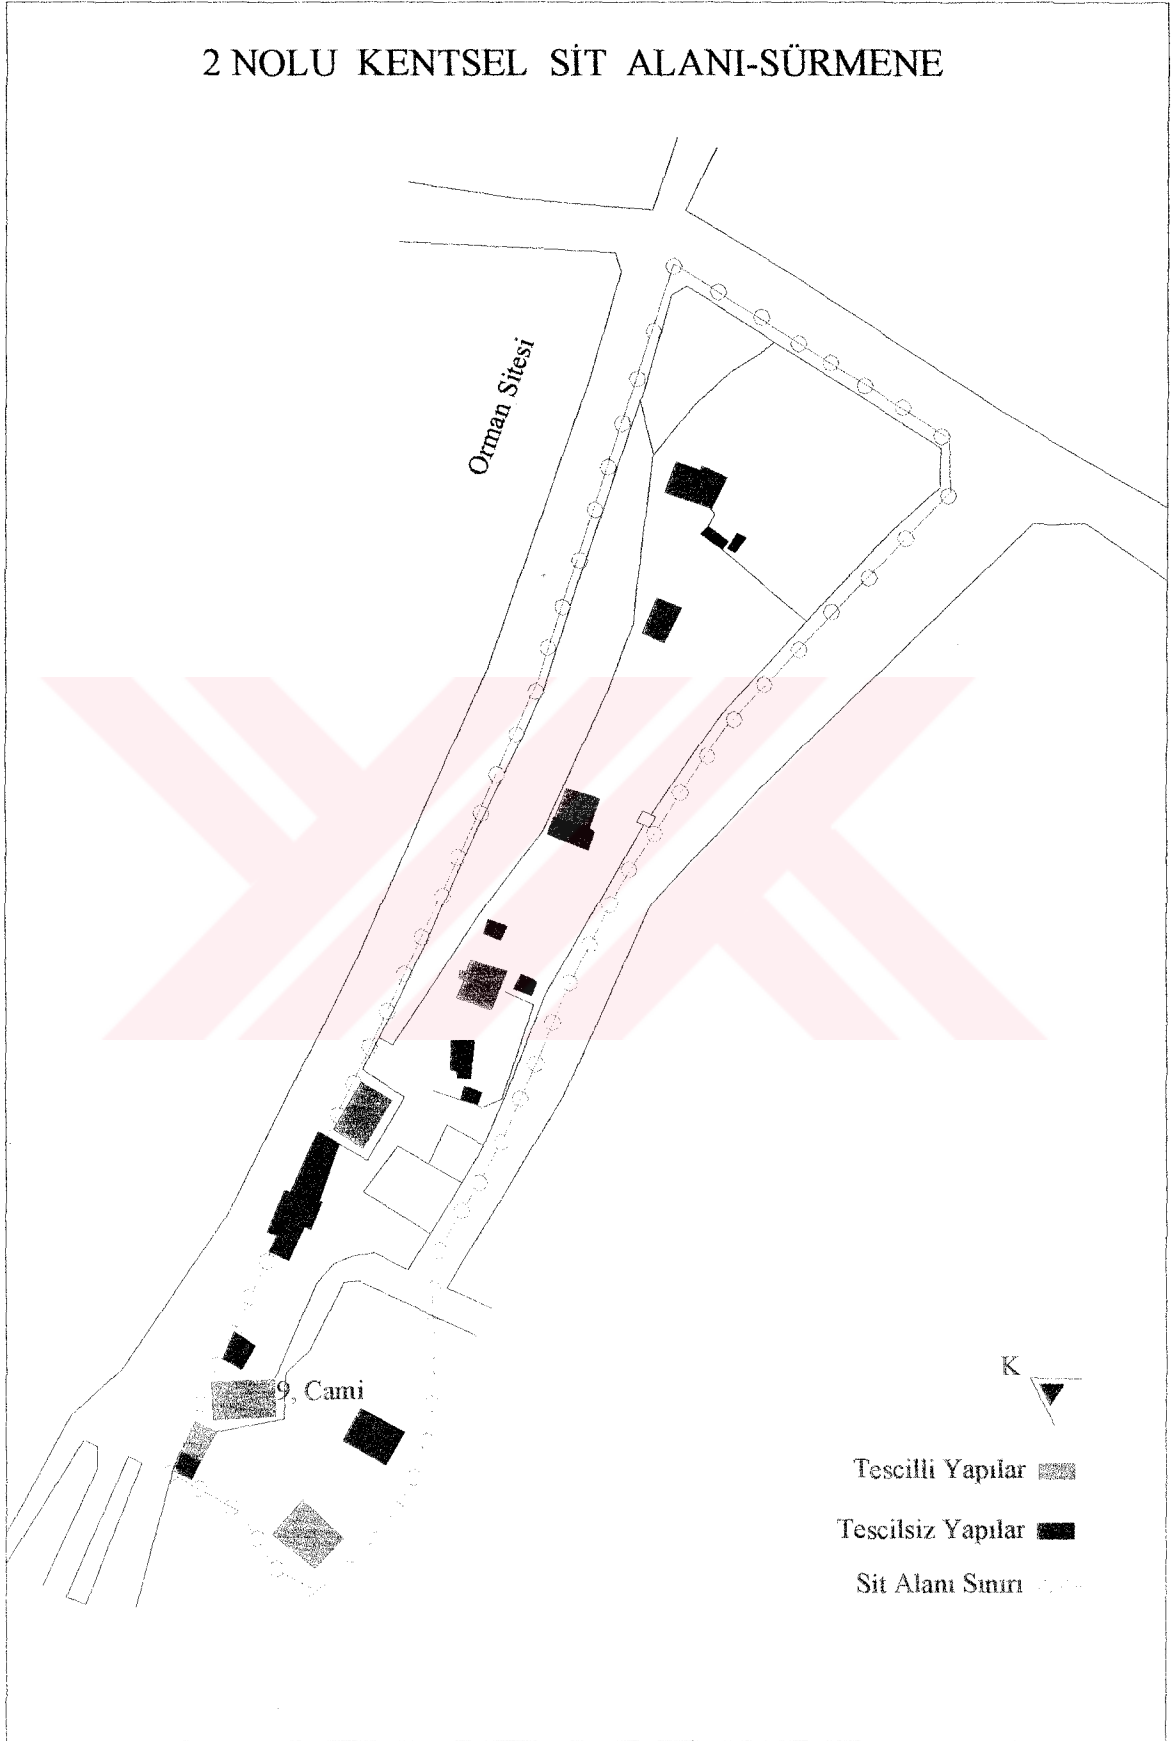 2 NOLU KENTSEL SİT ALANI-SÜRMENE
Orman Sitesi
9, Cami
K
Tescilli Yapılar
Tescilsiz Yapılar
Sit Alanı Sınırı